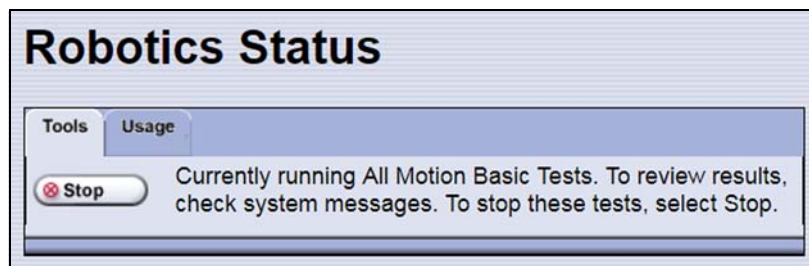 Robotics Status
Tools
Usage
Stop
Currently running All Motion Basic Tests. To review results,
check system messages. To stop these tests, select Stop.